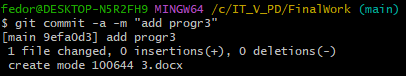 fedor@DESKTOP-N5R2FH9 MINGW64 /c/IT_V_PD/FinalWork (main)
$ git commit -a -m "add progr3"
[main 9efa0d3] add progr3
 1 file changed, 0 insertions(+), 0 deletions(-)
 create mode 100644 3.docx